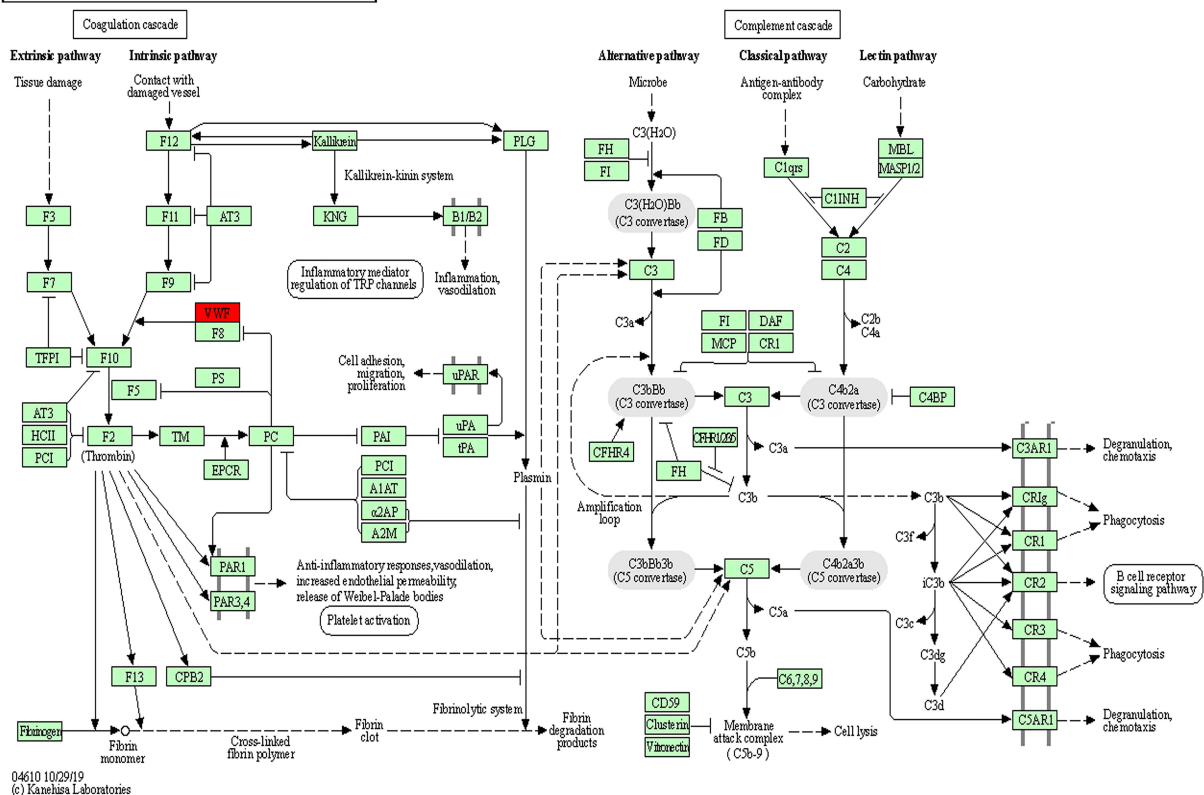 Coagulation cascade
Complement cascade
Extrinsic pathway
Intrinsic pathway
Alternative pathway
Classical pathway
Lectin pathway
Tissue damage
Contact with
damaged vessel
Microbe
Antigen-antibody
complex
Carbohydrate
F12
Kallikrein
PLG
C3(H2O)
FH
FI
C1qrs
MBL
MASP1/2
Kallikrein-kinin system
C1INH
F3
F11
AT3
KNG
B1/B2
C3(H2O)Bb
(C3 convertase)
FB
FD
C2
C4
F7
F9
Inflammatory mediator
regulation of TRP channels
Inflammation,
vasodilation
C3
VWF
F8
C3a
FI
DAF
MCP
CR1
C2b
C4a
TFPI
F10
Cell adhesion,
migration,
proliferation
uPAR
F5
PS
C3bBb
(C3 convertase)
C3
C4b2a
(C3 convertase)
C4BP
AT3
HCII
PCI
F2
(Thrombin)
TM
PC
PAI
uPA
tPA
EPCR
CFHR4
FH
C3a
C3AR1
Degranulation,
chemotaxis
PCI
A1AT
α2AP
A2M
Plasmin
Amplification
loop
C3b
C3b
CRIg
Phagocytosis
C3f
CR1
PAR1
PAR3,4
Anti-inflammatory responses,vasodilation,
increased endothelial permeability,
release of Weibel-Palade bodies
Platelet activation
C3bBb3b
(C5 convertase)
C5
C4b2a3b
(C5 convertase)
iC3b
CR2
B cell receptor
signaling pathway
C5a
C3c
CR3
C5b
C3dg
Phagocytosis
F13
CPB2
C6,7,8,9
C3d
CR4
Fibrinogen
Fibrin
monomer
Cross-linked
fibrin polymer
Fibrin
clot
Fibrinolytic system
Fibrin
degradation
products
CD59
Clusterin
Vitronectin
Membrane
attack complex
(C5b-9)
Cell lysis
C5AR1
Degranulation,
chemotaxis
04610 10/29/19
(c) Kanehisa Laboratories